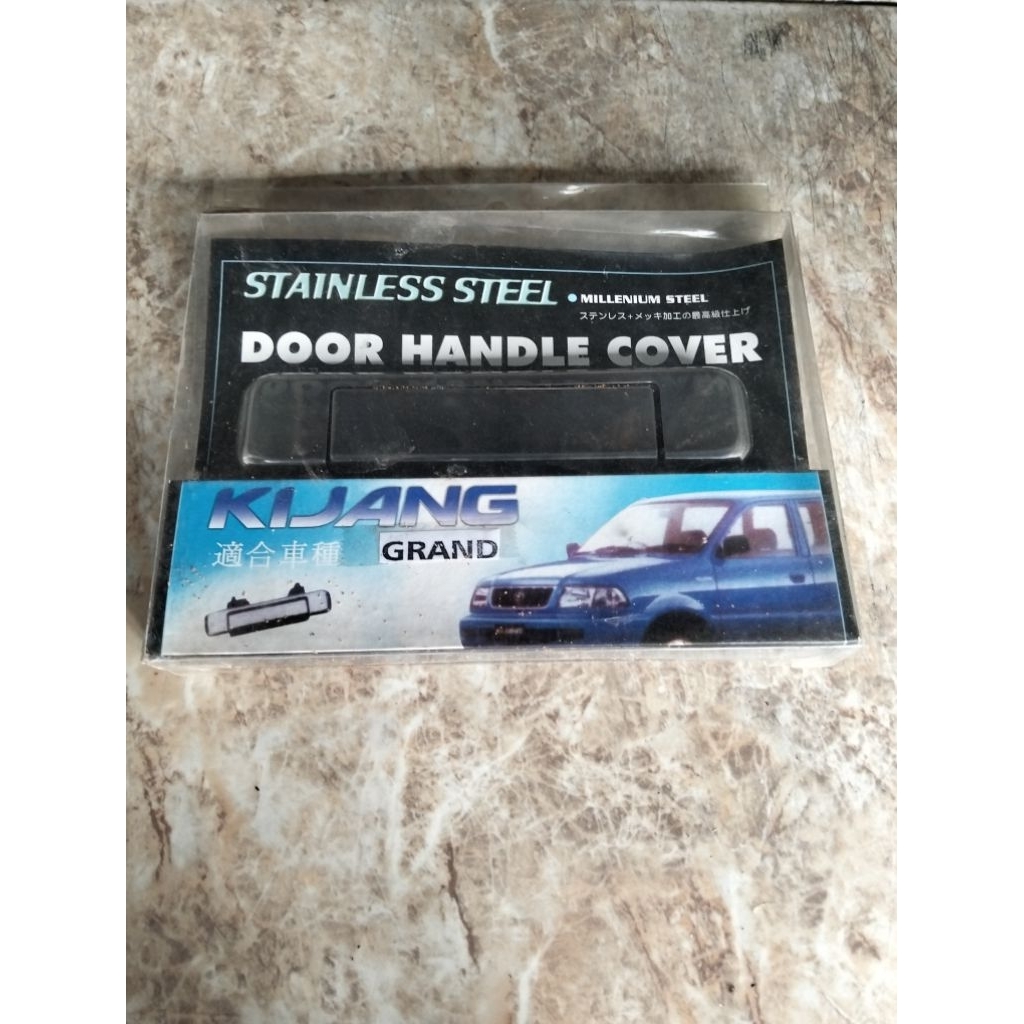 STAINLESS STEEL
• MILLENIUM STEEL
ステンレス+メッキ加工の最高級仕上げ
DOOR HANDLE COVER
KIJANG
適合車種 GRAND